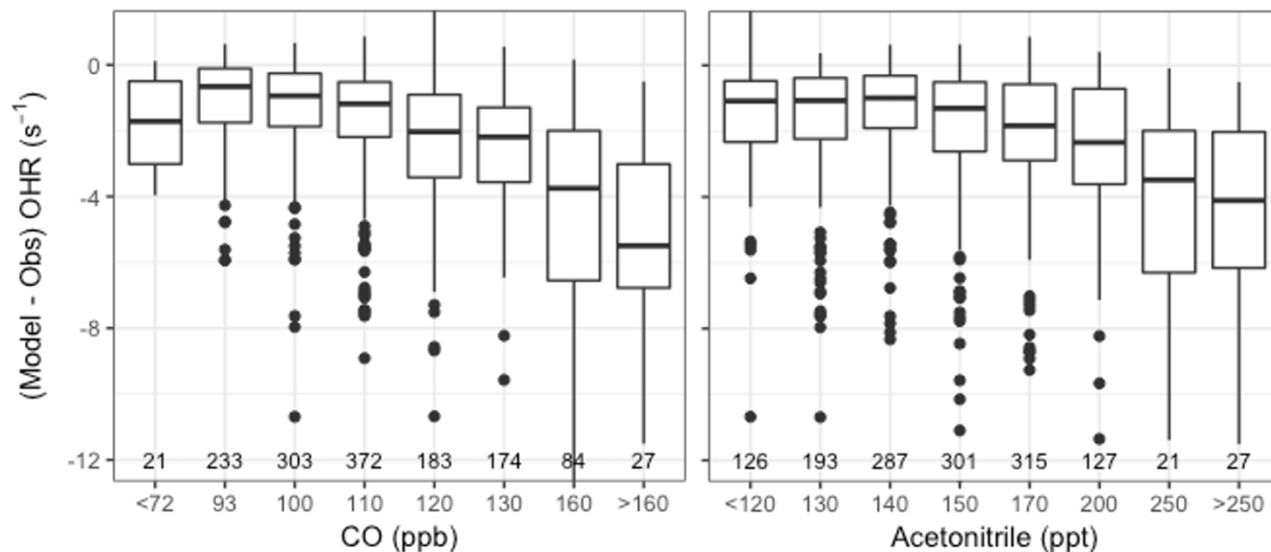 (Model - Obs) OHR (s⁻¹)
0
-4
-8
-12
21 233 303 372 183 174 84 27
<72 93 100 110 120 130 160 >160
CO (ppb)
126 193 287 301 315 127 21 27
<120 130 140 150 170 200 250 >250
Acetonitrile (ppt)